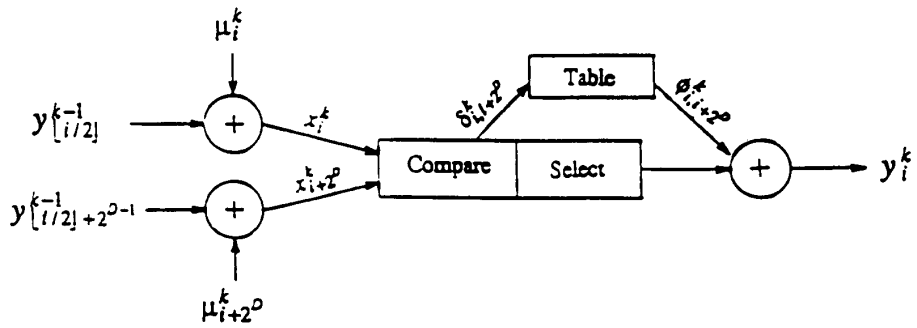 μ_i^k
y_{⌊i/2⌋}^{k-1}
+
x_i^k
δ_{i,i+2^D}^k
Table
φ_{i,i+2^D}^k
Compare
Select
+
y_i^k
y_{⌊i/2⌋+2^{D-1}}^{k-1}
+
x_{i+2^D}^k
μ_{i+2^D}^k